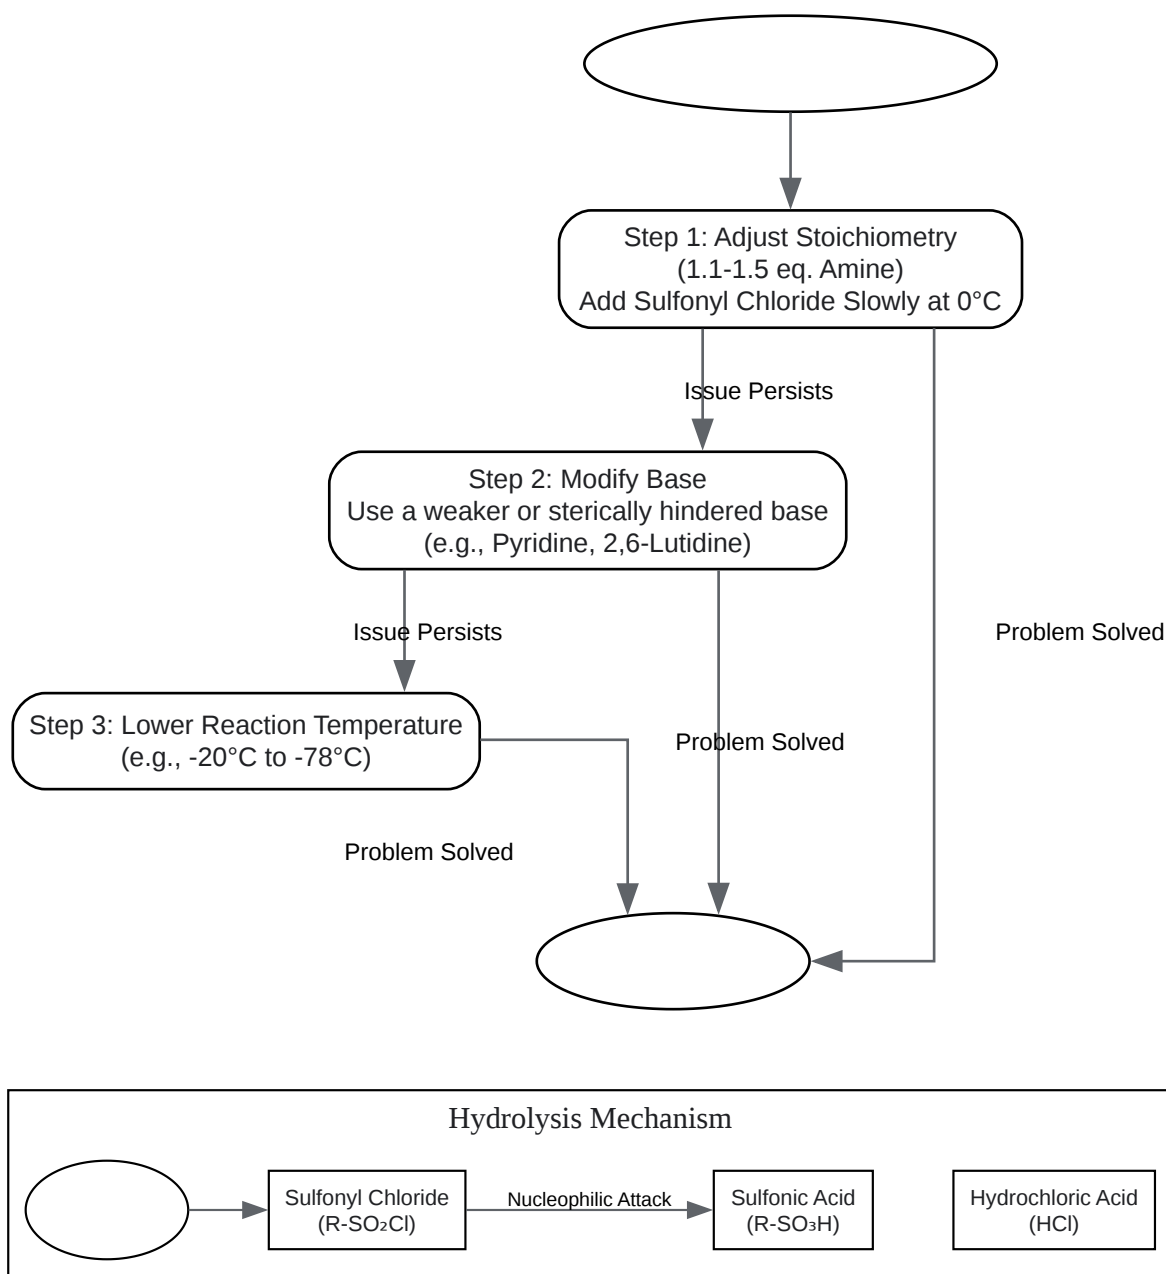 Step 1: Adjust Stoichiometry
(1.1-1.5 eq. Amine)
Add Sulfonyl Chloride Slowly at 0°C
Issue Persists
Step 2: Modify Base
Use a weaker or sterically hindered base
(e.g., Pyridine, 2,6-Lutidine)
Issue Persists
Problem Solved
Step 3: Lower Reaction Temperature
(e.g., -20°C to -78°C)
Problem Solved
Problem Solved
Hydrolysis Mechanism
Sulfonyl Chloride
(R-SO₂Cl)
Nucleophilic Attack
Sulfonic Acid
(R-SO₃H)
Hydrochloric Acid
(HCl)